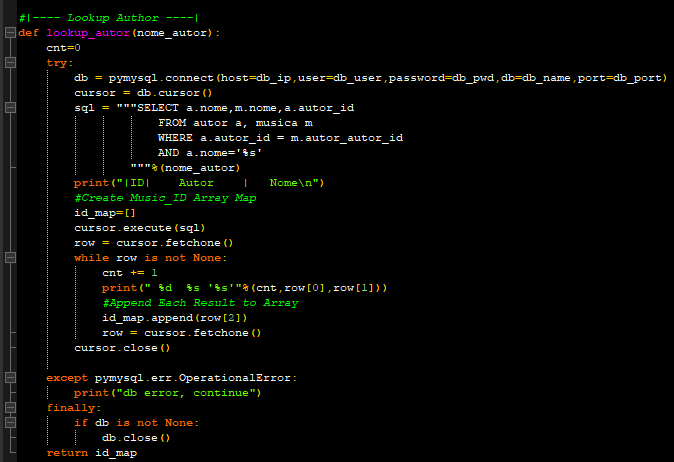 #|---- Lookup Author ----|
def lookup_autor(nome_autor):
    cnt=0
    try:
        db = pymysql.connect(host=db_ip,user=db_user,password=db_pwd,db=db_name,port=db_port)
        cursor = db.cursor()
        sql = """SELECT a.nome,m.nome,a.autor_id
                    FROM autor a, musica m
                    WHERE a.autor_id = m.autor_autor_id
                    AND a.nome='%s'
                """%(nome_autor)
        print("|ID|    Autor    |   Nome\n")
        #Create Music_ID Array Map
        id_map=[]
        cursor.execute(sql)
        row = cursor.fetchone()
        while row is not None:
            cnt += 1
            print(" %d  %s '%s'"%(cnt,row[0],row[1]))
            #Append Each Result to Array
            id_map.append(row[2])
            row = cursor.fetchone()
        cursor.close()
    except pymysql.err.OperationalError:
        print("db error, continue")
    finally:
        if db is not None:
            db.close()
    return id_map